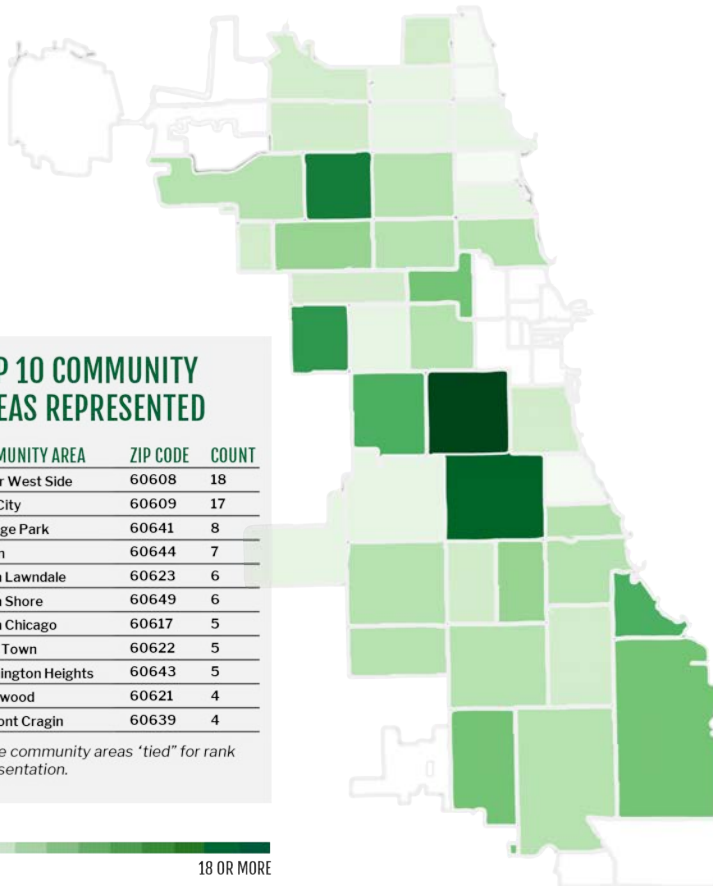 P 10 COMMUNITY
EAS REPRESENTED
MUNITY AREA ZIP CODE COUNT
r West Side 60608 18
City 60609 17
ge Park 60641 8
n 60644 7
n Lawndale 60623 6
n Shore 60649 6
n Chicago 60617 5
Town 60622 5
ington Heights 60643 5
wood 60621 4
ont Cragin 60639 4
e community areas ‘tied” for rank
sentation.
18 OR MORE